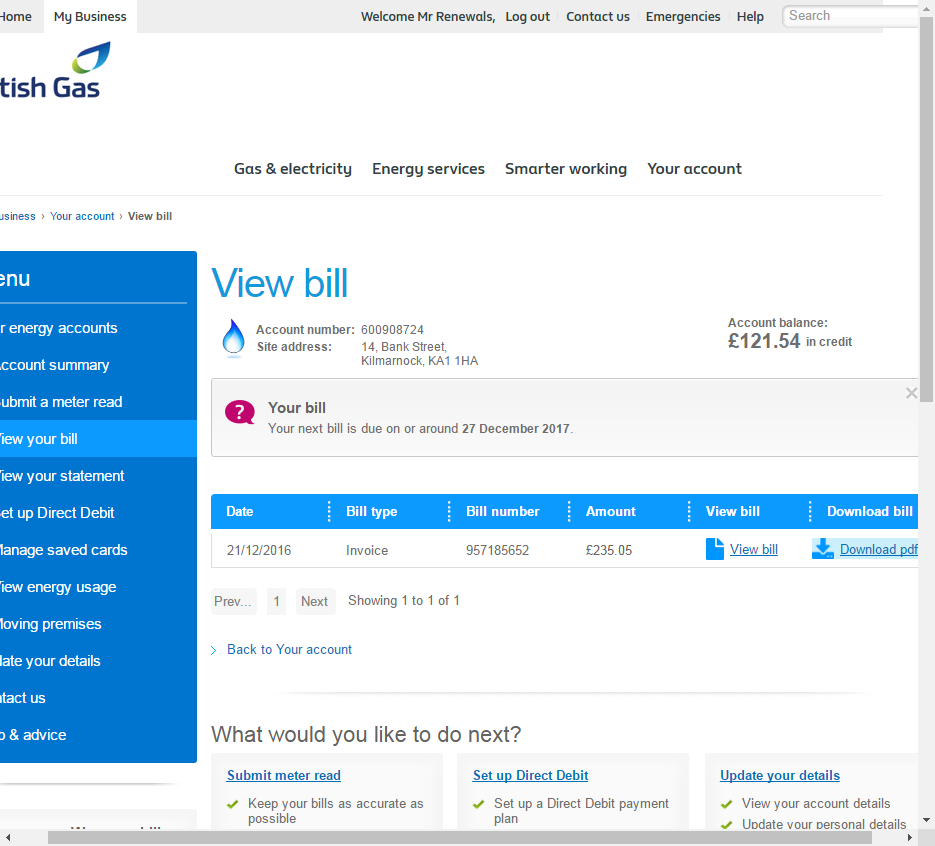 Home My Business Welcome Mr Renewals, Log out Contact us Emergencies Help Search
tish Gas
Gas & electricity Energy services Smarter working Your account
usiness › Your account › View bill
enu
r energy accounts
ccount summary
ubmit a meter read
iew your bill
iew your statement
et up Direct Debit
anage saved cards
iew energy usage
oving premises
ate your details
tact us
o & advice
View bill
Account number: 600908724
Site address: 14, Bank Street,
Kilmarnock, KA1 1HA
Account balance:
£121.54 in credit
Your bill
Your next bill is due on or around 27 December 2017.
Date Bill type Bill number Amount View bill Download bill
21/12/2016 Invoice 957185652 £235.05 View bill Download pdf
Prev... 1 Next Showing 1 to 1 of 1
Back to Your account
What would you like to do next?
Submit meter read
Keep your bills as accurate as
possible
Set up Direct Debit
Set up a Direct Debit payment
plan
Update your details
View your account details
Update your personal details